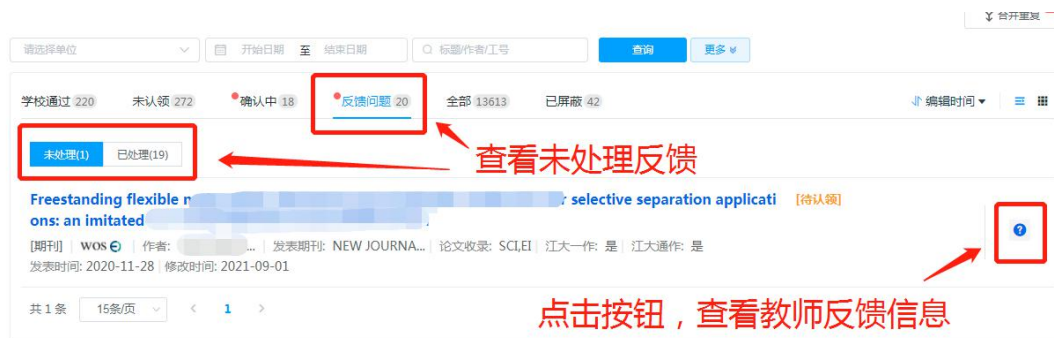 合并重复
请选择单位 开始日期 至 结束日期 标题/作者/工号 查询 更多
学校通过 220 未认领 272 确认中 18 反馈问题 20 全部 13613 已屏蔽 42 编辑时间
未处理(1) 已处理(19) 查看未处理反馈
Freestanding flexible selective separation applicati [待认领]
ons: an imitated
[期刊] WOS 作者: ... 发表期刊: NEW JOURNA... 论文收录: SCI,EI 江大一作: 是 江大通作: 是
发表时间: 2020-11-28 修改时间: 2021-09-01
共 1 条 15条/页 < 1 >
点击按钮，查看教师反馈信息